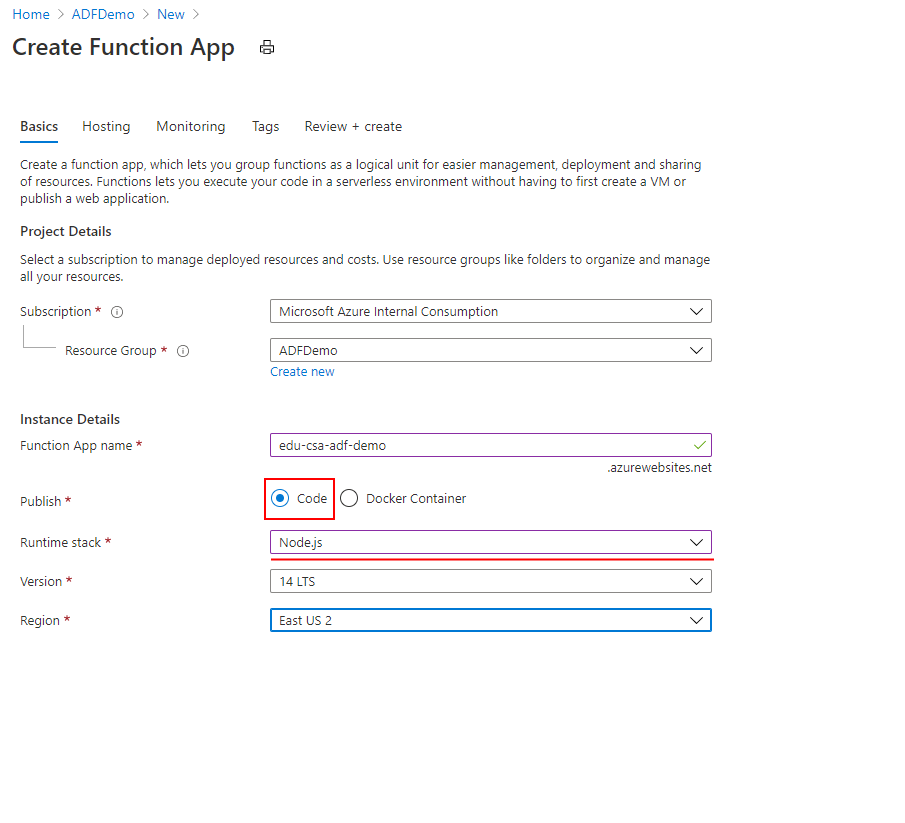 Home > ADFDemo > New >
Create Function App
Basics Hosting Monitoring Tags Review + create
Create a function app, which lets you group functions as a logical unit for easier management, deployment and sharing
of resources. Functions lets you execute your code in a serverless environment without having to first create a VM or
publish a web application.
Project Details
Select a subscription to manage deployed resources and costs. Use resource groups like folders to organize and manage
all your resources.
Subscription * Microsoft Azure Internal Consumption
Resource Group * ADFDemo
Create new
Instance Details
Function App name * edu-csa-adf-demo
.azurewebsites.net
Publish * Code Docker Container
Runtime stack * Node.js
Version * 14 LTS
Region * East US 2